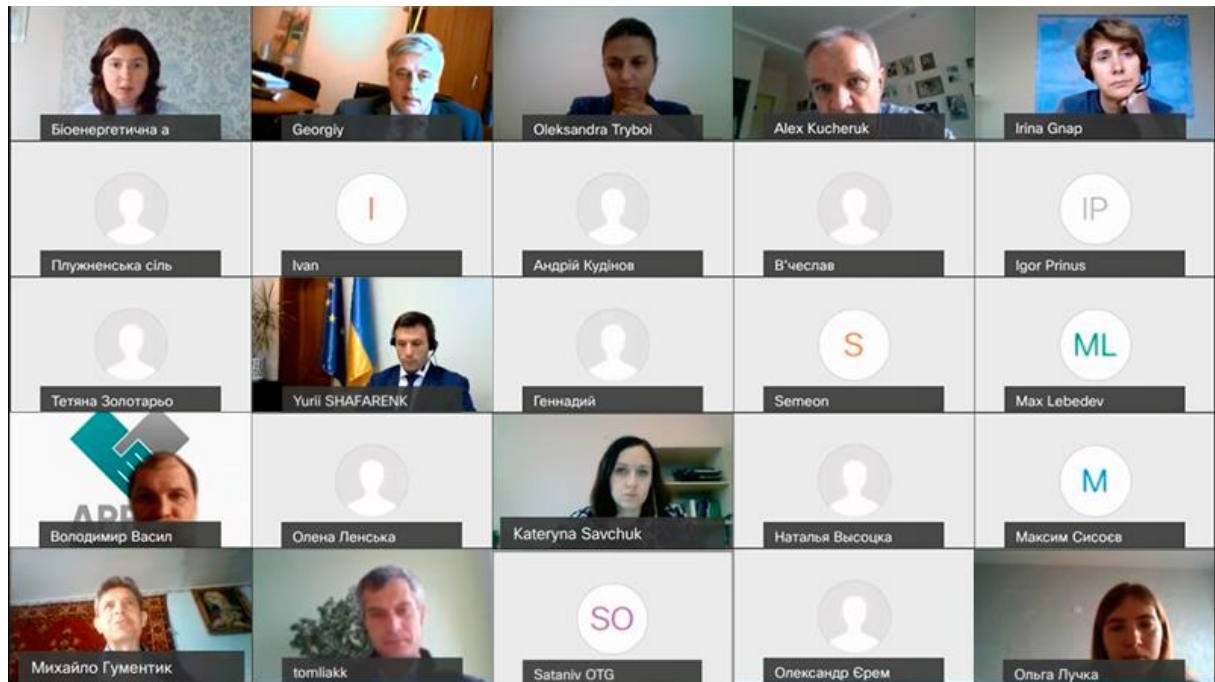 Біоенергетична а
Georgiy
Oleksandra Tryboi
Alex Kucheruk
Irina Gnap
Плужненська сіль
I
Ivan
Андрій Кудінов
В'чеслав
IP
Igor Prinus
Тетяна Золотарьо
Yurii SHAFARENK
Геннадий
S
Semeon
ML
Max Lebedev
Володимир Васил
Олена Ленська
Kateryna Savchuk
Наталья Высоцка
M
Максим Сисоєв
Михайло Гументик
tomliakk
SO
Sataniv OTG
Олександр Єрем
Ольга Лучка